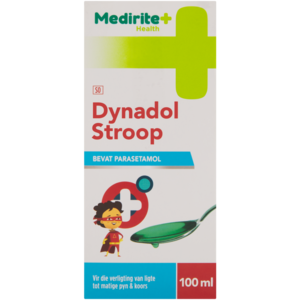 Medirite+
Health
S0
Dynadol
Stroop
BEVAT PARASETAMOL
Vir die verligting van ligte
tot matige pyn & koors
100 ml